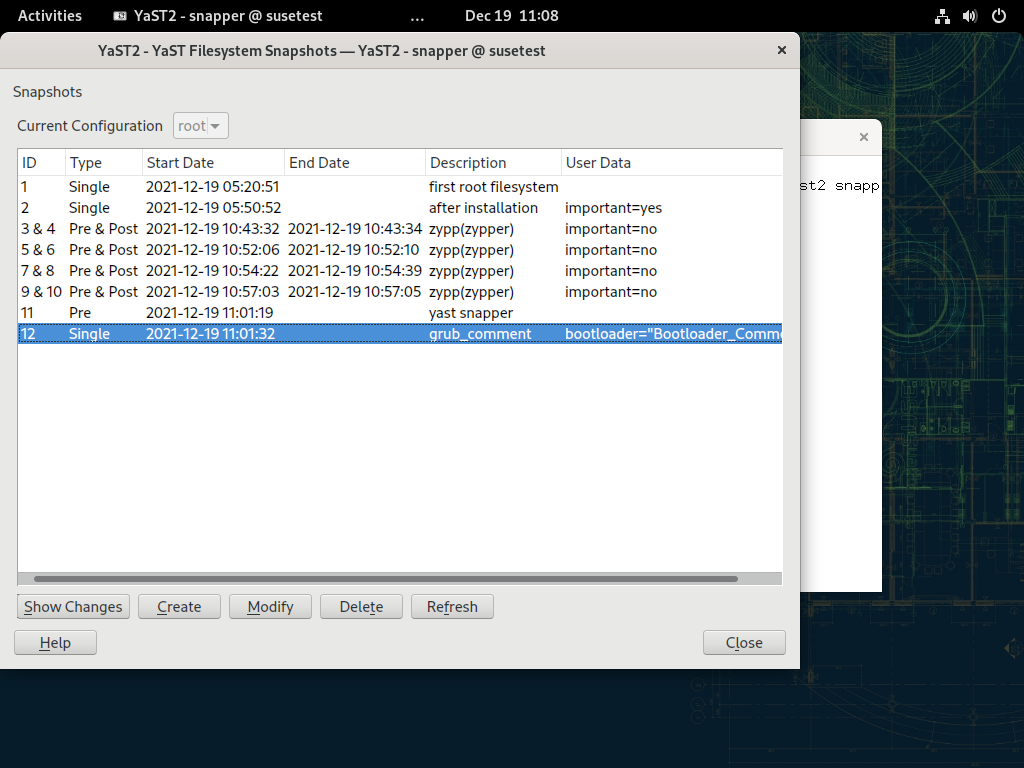 Activities YaST2 - snapper @ susetest ... Dec 19 11:08
YaST2 - YaST Filesystem Snapshots — YaST2 - snapper @ susetest
Snapshots
Current Configuration root
ID Type Start Date End Date Description User Data
1 Single 2021-12-19 05:20:51 first root filesystem
2 Single 2021-12-19 05:50:52 after installation important=yes
3 & 4 Pre & Post 2021-12-19 10:43:32 2021-12-19 10:43:34 zypp(zypper) important=no
5 & 6 Pre & Post 2021-12-19 10:52:06 2021-12-19 10:52:10 zypp(zypper) important=no
7 & 8 Pre & Post 2021-12-19 10:54:22 2021-12-19 10:54:39 zypp(zypper) important=no
9 & 10 Pre & Post 2021-12-19 10:57:03 2021-12-19 10:57:05 zypp(zypper) important=no
11 Pre 2021-12-19 11:01:19 yast snapper
12 Single 2021-12-19 11:01:32 grub_comment bootloader="Bootloader_Comme
st2 snapp
Show Changes Create Modify Delete Refresh
Help Close